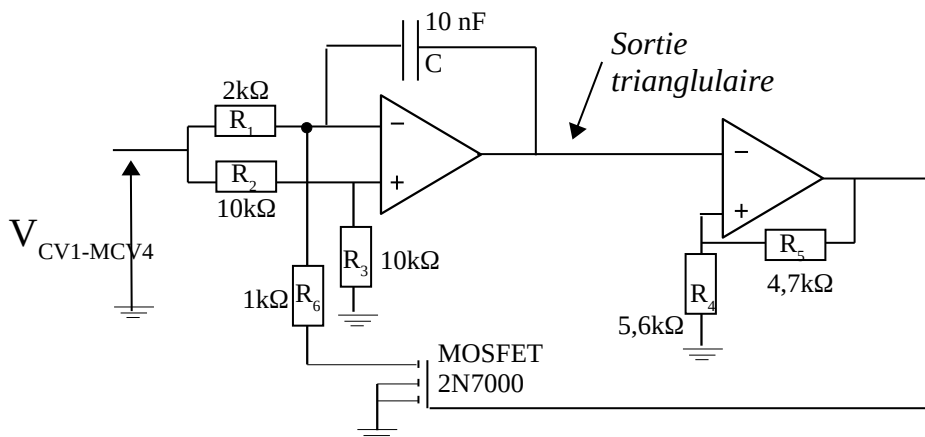 10 nF
C
Sortie
trianglulaire
2kΩ
R1
−
+
R2
10kΩ
VCV1-MCV4
R3
10kΩ
1kΩ
R6
−
+
R5
4,7kΩ
R4
5,6kΩ
MOSFET
2N7000